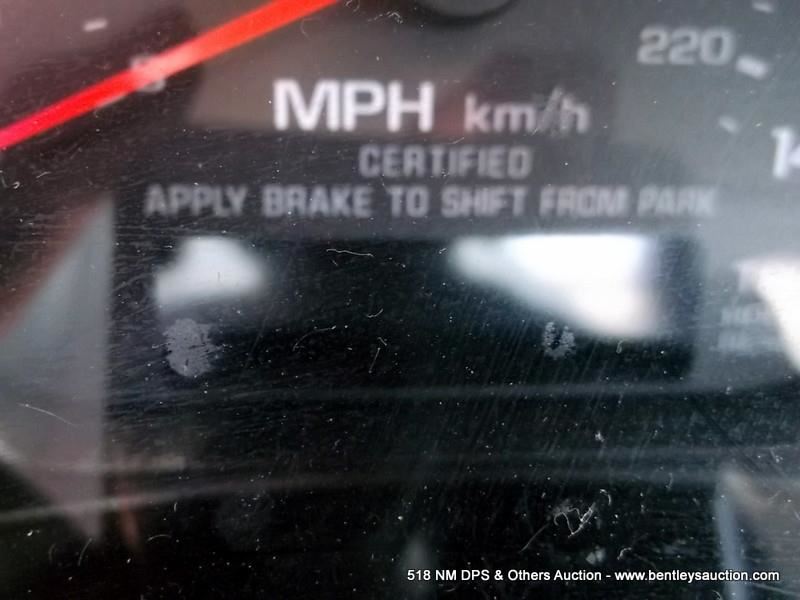 220
MPH km/h
CERTIFIED
APPLY BRAKE TO SHIFT FROM PARK
518 NM DPS & Others Auction - www.bentleysauction.com